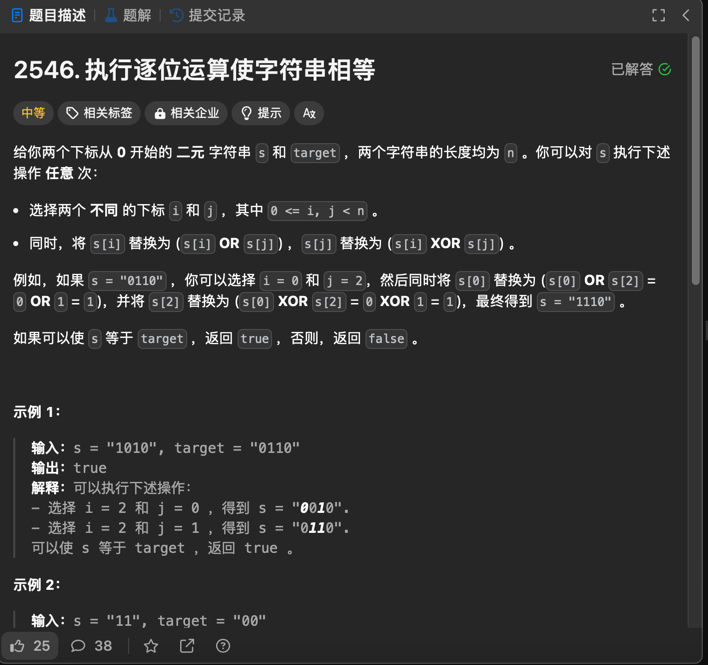 题目描述 | 题解 | 提交记录
2546. 执行逐位运算使字符串相等
已解答
中等 相关标签 相关企业 提示 Aあ
给你两个下标从 0 开始的 二元 字符串 s 和 target ，两个字符串的长度均为 n 。你可以对 s 执行下述
操作 任意 次：
• 选择两个 不同 的下标 i 和 j ，其中 0 <= i, j < n 。
• 同时，将 s[i] 替换为 (s[i] OR s[j]) ，s[j] 替换为 (s[i] XOR s[j]) 。
例如，如果 s = "0110" ，你可以选择 i = 0 和 j = 2，然后同时将 s[0] 替换为 (s[0] OR s[2] =
0 OR 1 = 1)，并将 s[2] 替换为 (s[0] XOR s[2] = 0 XOR 1 = 1)，最终得到 s = "1110" 。
如果可以使 s 等于 target ，返回 true ，否则，返回 false 。
示例 1：
输入：s = "1010", target = "0110"
输出：true
解释：可以执行下述操作：
- 选择 i = 2 和 j = 0 ，得到 s = "0010".
- 选择 i = 2 和 j = 1 ，得到 s = "0110".
可以使 s 等于 target ，返回 true 。
示例 2：
输入：s = "11", target = "00"
25 38